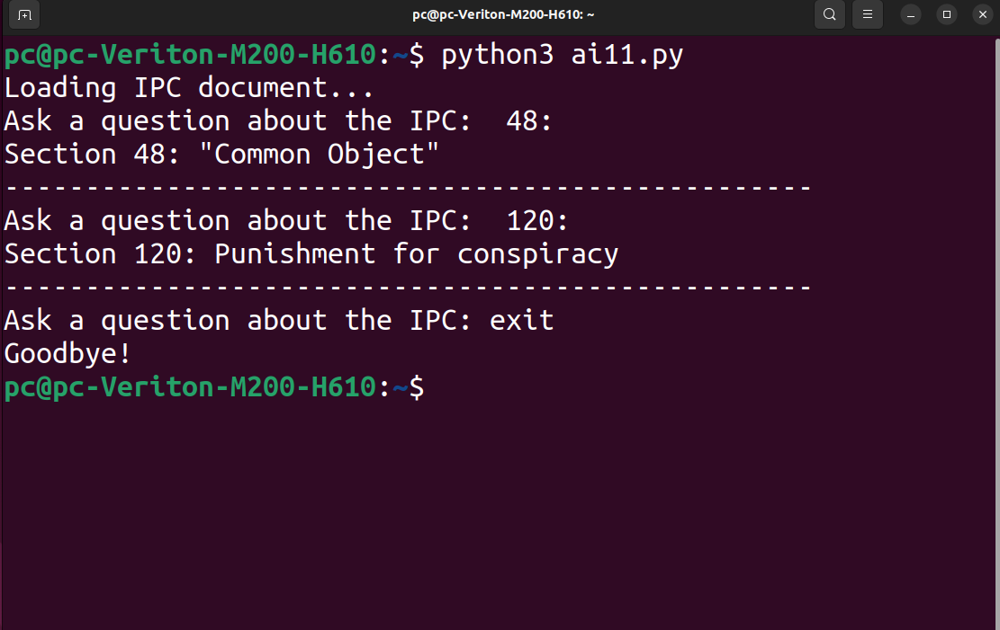 pc@pc-Veriton-M200-H610: ~
pc@pc-Veriton-M200-H610:~$ python3 ai11.py
Loading IPC document...
Ask a question about the IPC:  48:
Section 48: "Common Object"
--------------------------------------------------
Ask a question about the IPC:  120:
Section 120: Punishment for conspiracy
--------------------------------------------------
Ask a question about the IPC: exit
Goodbye!
pc@pc-Veriton-M200-H610:~$